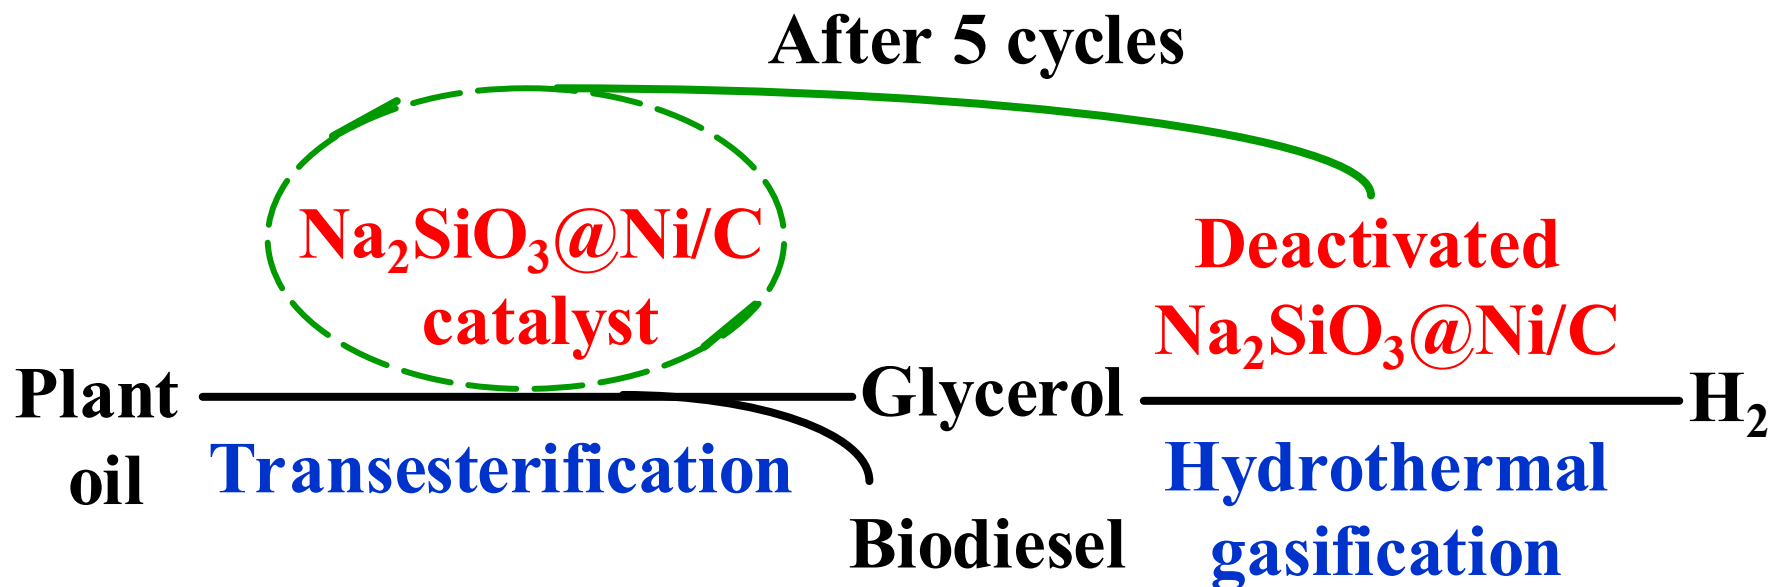 After 5 cycles
Na₂SiO₃@Ni/C
catalyst
Deactivated
Na₂SiO₃@Ni/C
Plant
oil
Transesterification
Glycerol
Biodiesel
Hydrothermal
gasification
H₂